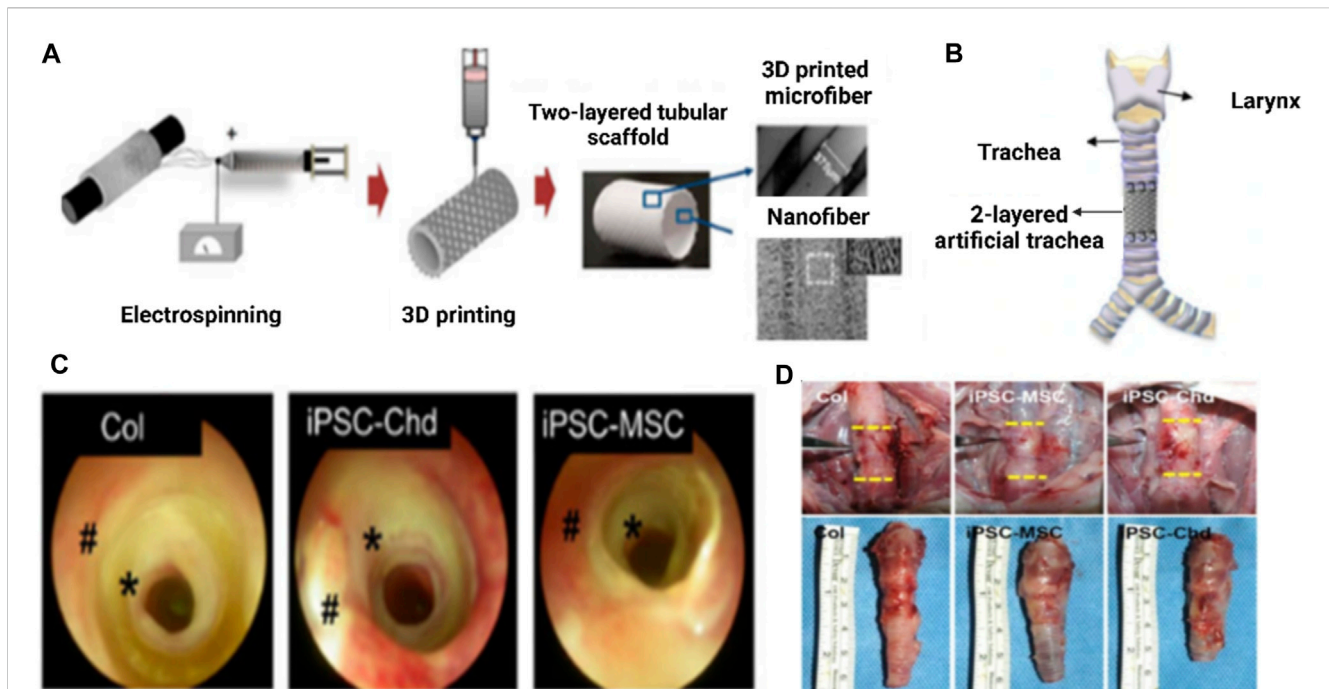 A
Electrospinning
+
3D printing
Two-layered tubular
scaffold
3D printed
microfiber
Nanofiber
B
Larynx
Trachea
2-layered
artificial trachea
C
Col
#
*
iPSC-Chd
*
#
iPSC-MSC
#
*
D
Col
iPSC-MSC
iPSC-Chd
Col
iPSC-MSC
iPSC-Chd